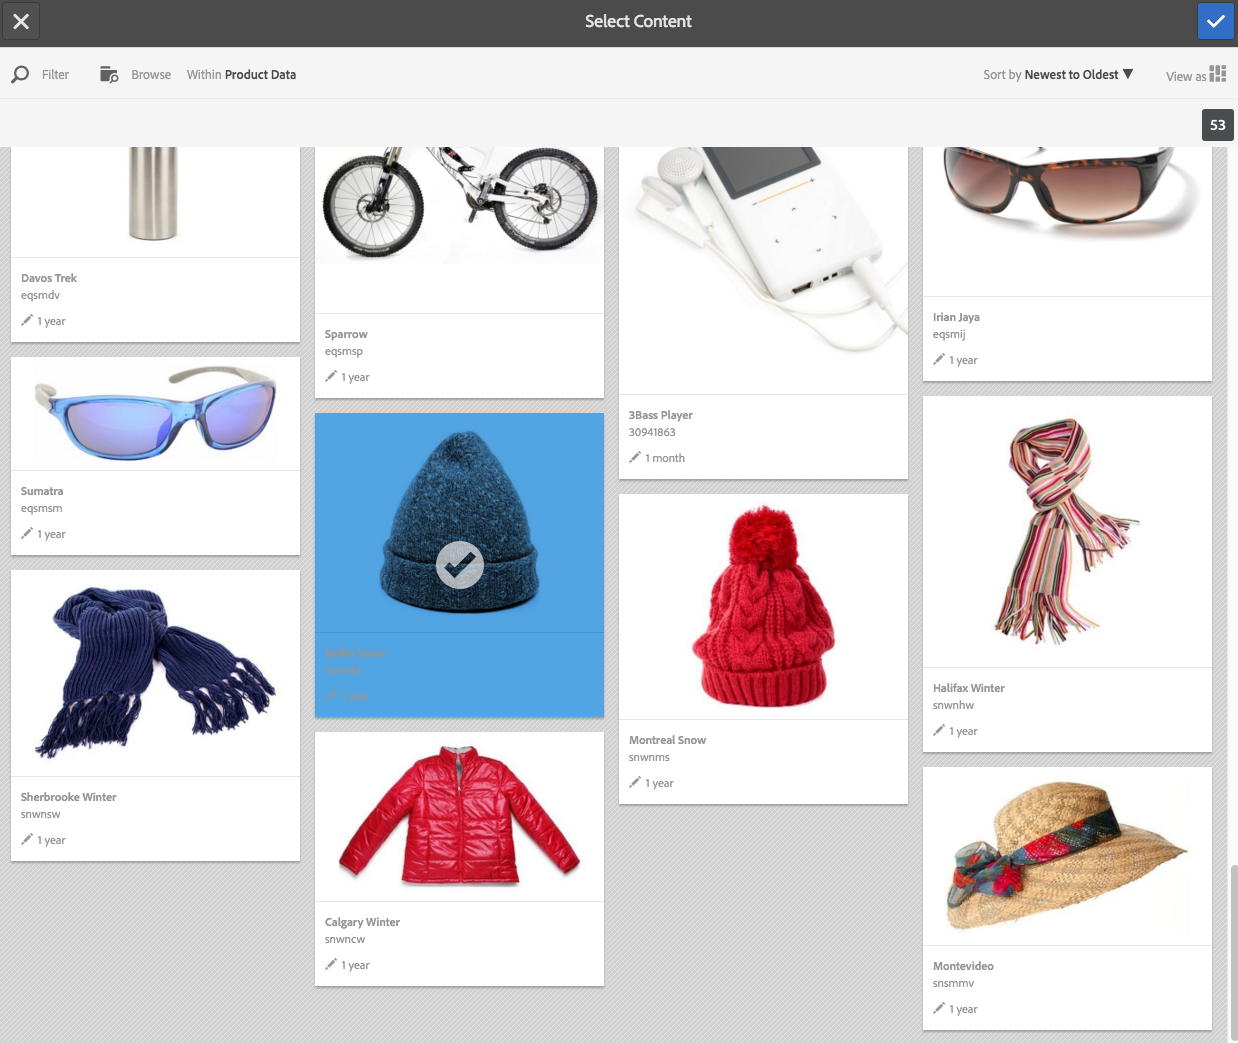 Select Content
Filter
Browse
Within Product Data
Sort by Newest to Oldest
View as
53
Davos Trek
eqsmdv
1 year
Sumatra
eqsmsm
1 year
Sherbrooke Winter
snwnsw
1 year
Sparrow
eqsmsp
1 year
1 year
Calgary Winter
snwncw
1 year
3Bass Player
30941863
1 month
Montreal Snow
snwnms
1 year
Irian Jaya
eqsmij
1 year
Halifax Winter
snwnhw
1 year
Montevideo
snsmmv
1 year